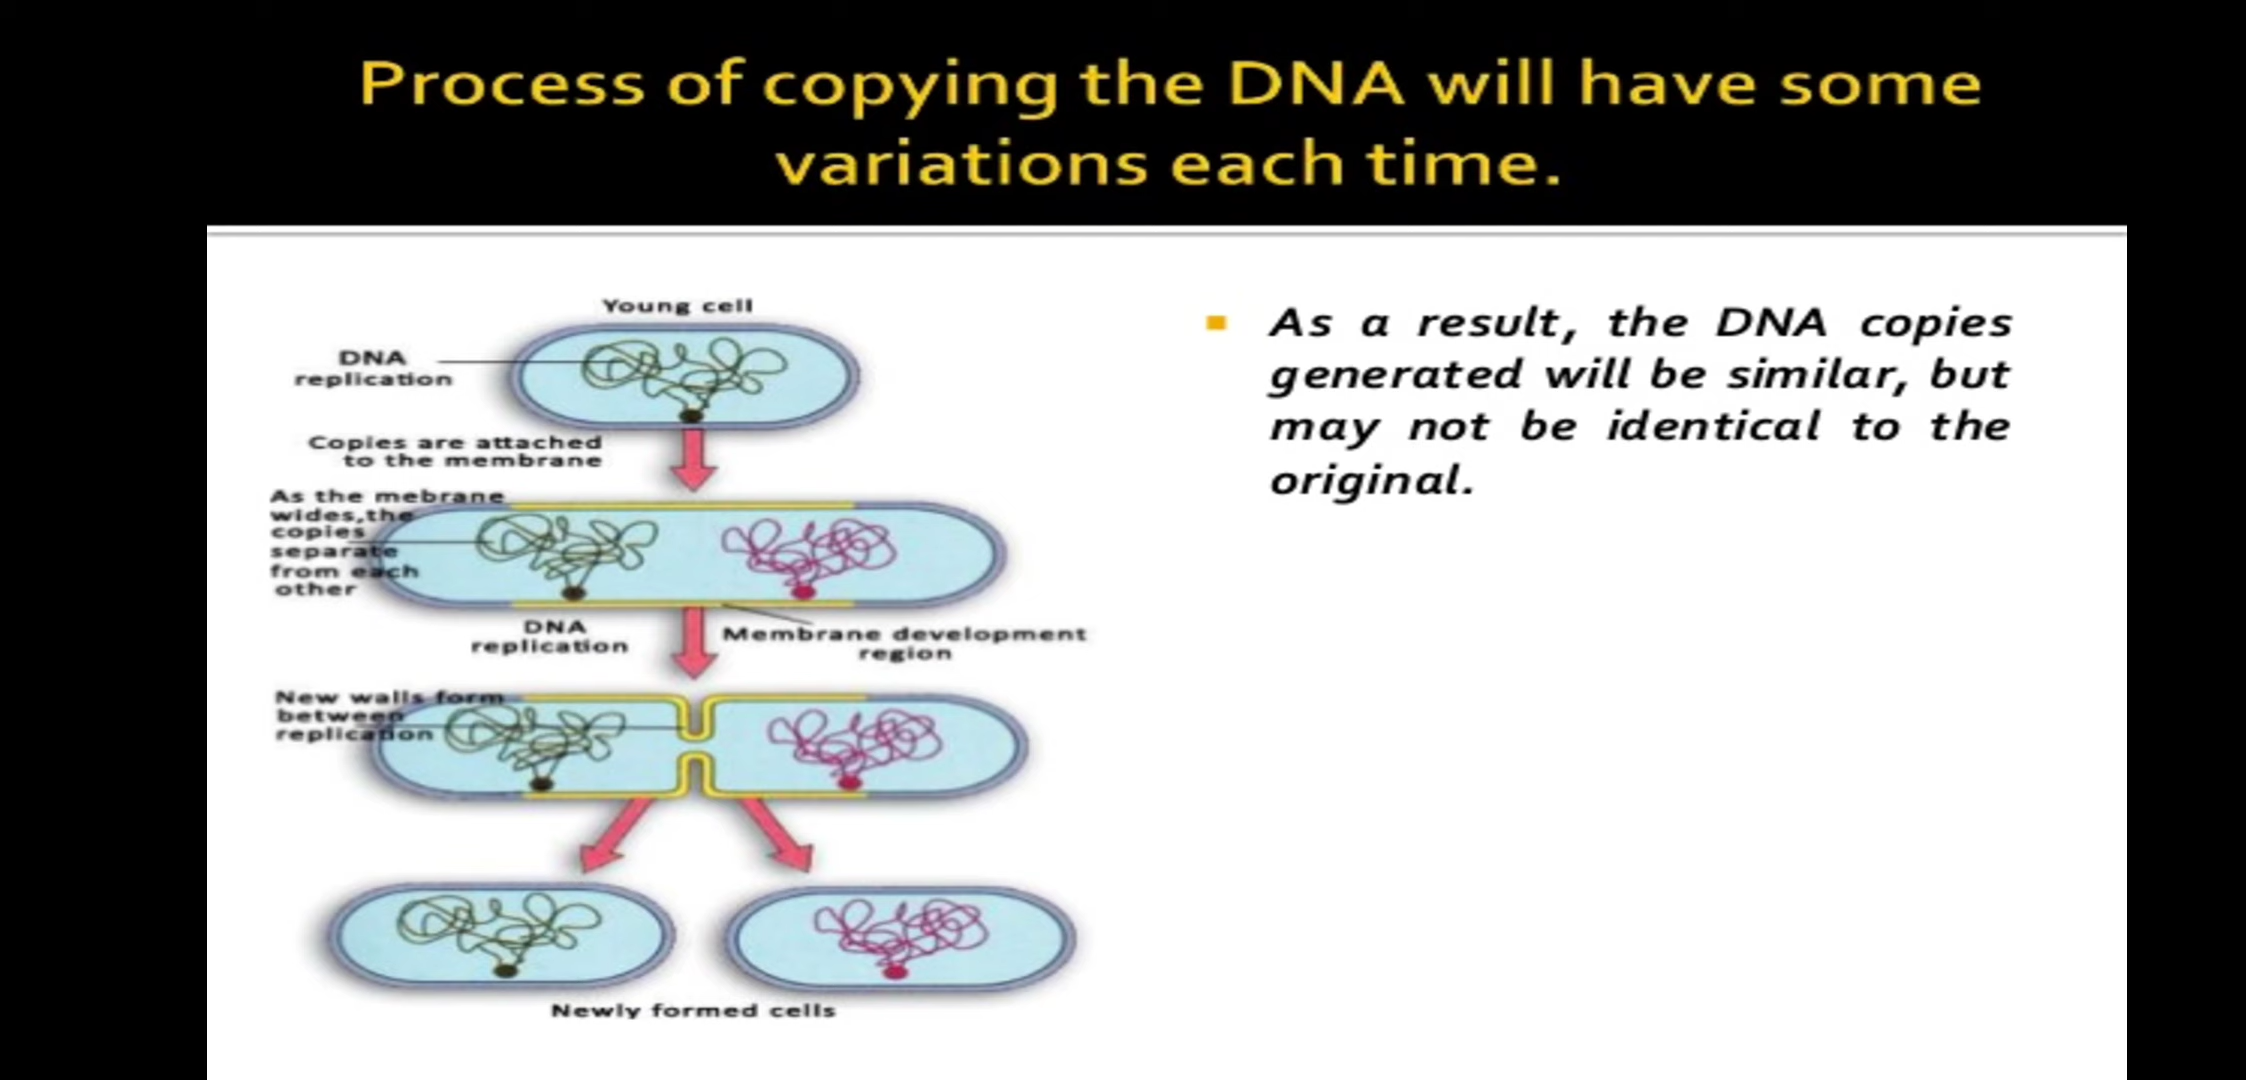 Process of copying the DNA will have some
variations each time.
Young cell
DNA
replication
Copies are attached
to the membrane
As the mebrane
wides,the
copies
separate
from each
other
DNA
replication
Membrane development
region
New walls form
between
replication
Newly formed cells
As a result, the DNA copies
generated will be similar, but
may not be identical to the
original.